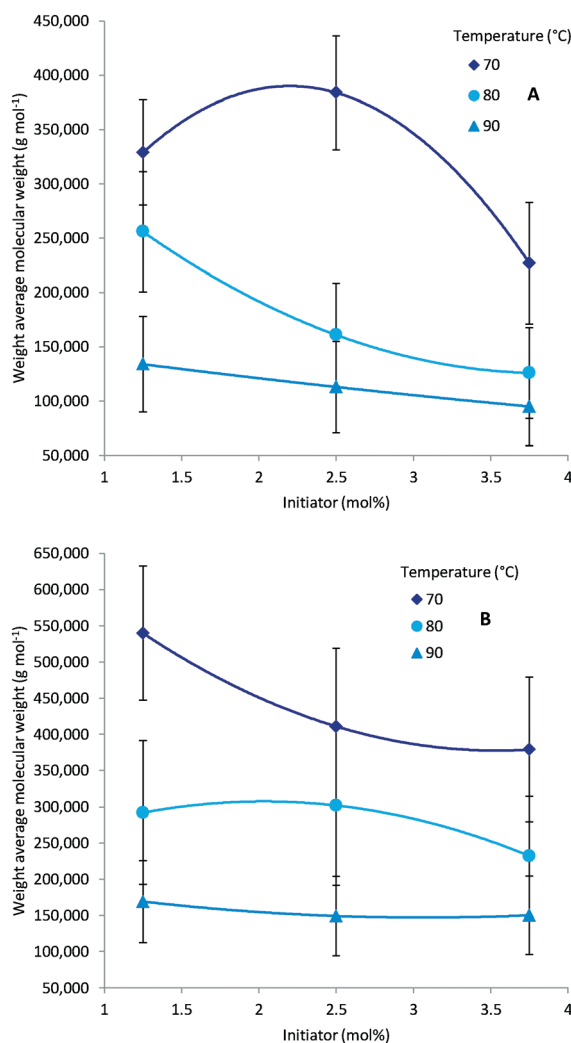 450,000
400,000
350,000
300,000
250,000
200,000
150,000
100,000
50,000
Weight average molecular weight (g mol⁻¹)
Temperature (°C)
70
80
90
A
1 1.5 2 2.5 3 3.5 4
Initiator (mol%)
650,000
600,000
550,000
500,000
450,000
400,000
350,000
300,000
250,000
200,000
150,000
100,000
50,000
Weight average molecular weight (g mol⁻¹)
Temperature (°C)
70
80
90
B
1 1.5 2 2.5 3 3.5 4
Initiator (mol%)